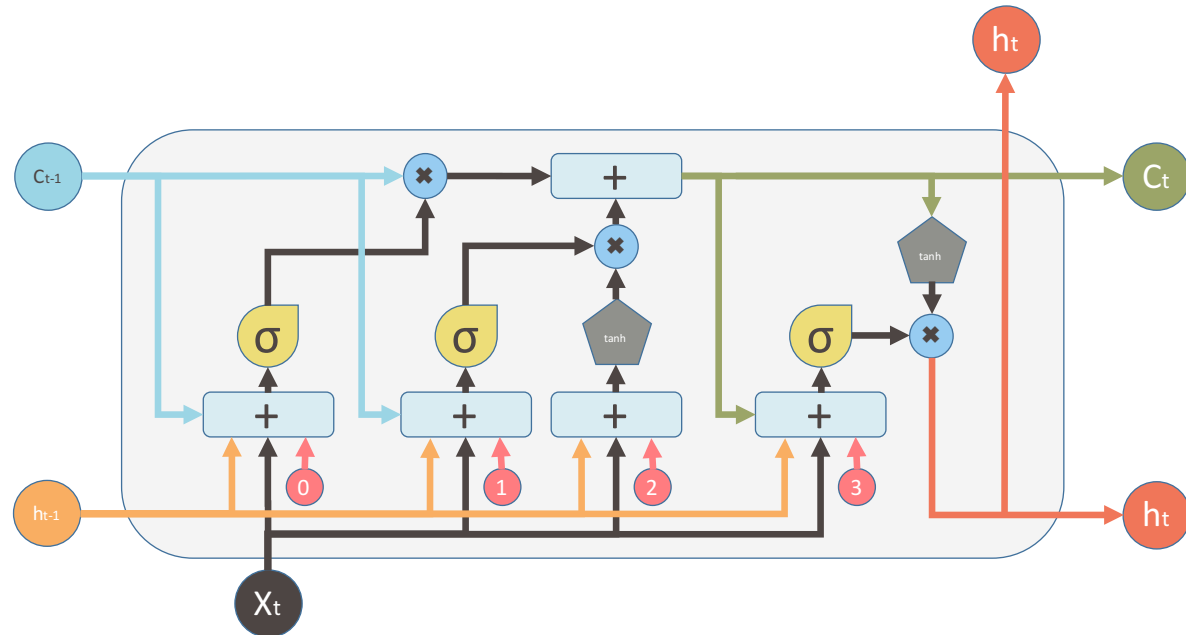 ht
Ct-1
×
+
Ct
×
tanh
σ
σ
tanh
σ
×
+
+
+
+
0
1
2
3
ht-1
ht
Xt